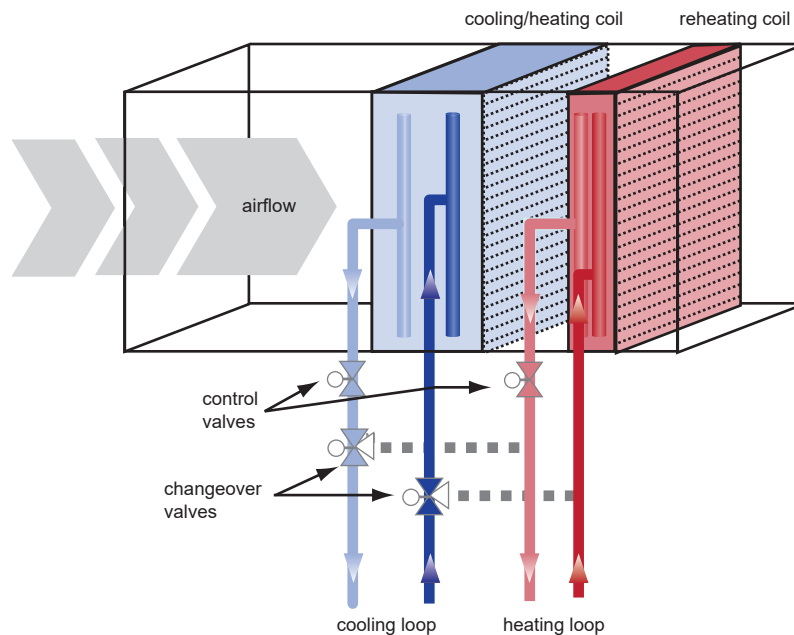 cooling/heating coil
reheating coil
airflow
control
valves
changeover
valves
cooling loop
heating loop